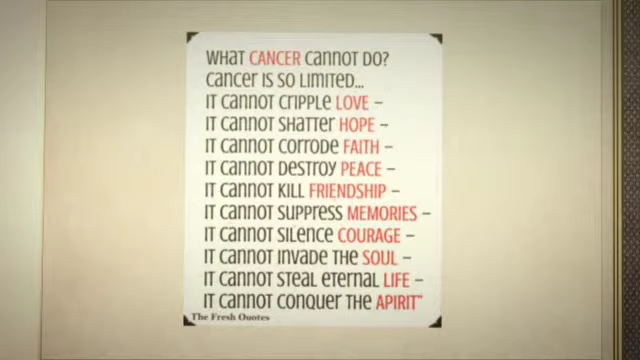 WHAT CANCER CANNOT DO?
CANCER IS SO LIMITED...
IT CANNOT CRIPPLE LOVE –
IT CANNOT SHATTER HOPE –
IT CANNOT CORRODE FAITH –
IT CANNOT DESTROY PEACE –
IT CANNOT KILL FRIENDSHIP –
IT CANNOT SUPPRESS MEMORIES –
IT CANNOT SILENCE COURAGE –
IT CANNOT INVADE THE SOUL –
IT CANNOT STEAL ETERNAL LIFE –
IT CANNOT CONQUER THE APIRIT"
The Fresh Quotes